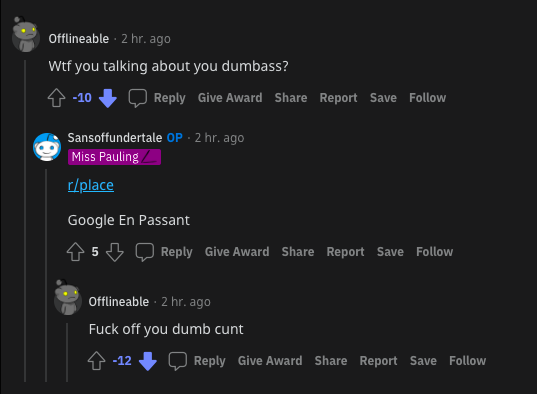 Offlineable · 2 hr. ago
Wtf you talking about you dumbass?
-10 Reply Give Award Share Report Save Follow
Sansoffundertale OP · 2 hr. ago
Miss Pauling
r/place
Google En Passant
5 Reply Give Award Share Report Save Follow
Offlineable · 2 hr. ago
Fuck off you dumb cunt
-12 Reply Give Award Share Report Save Follow